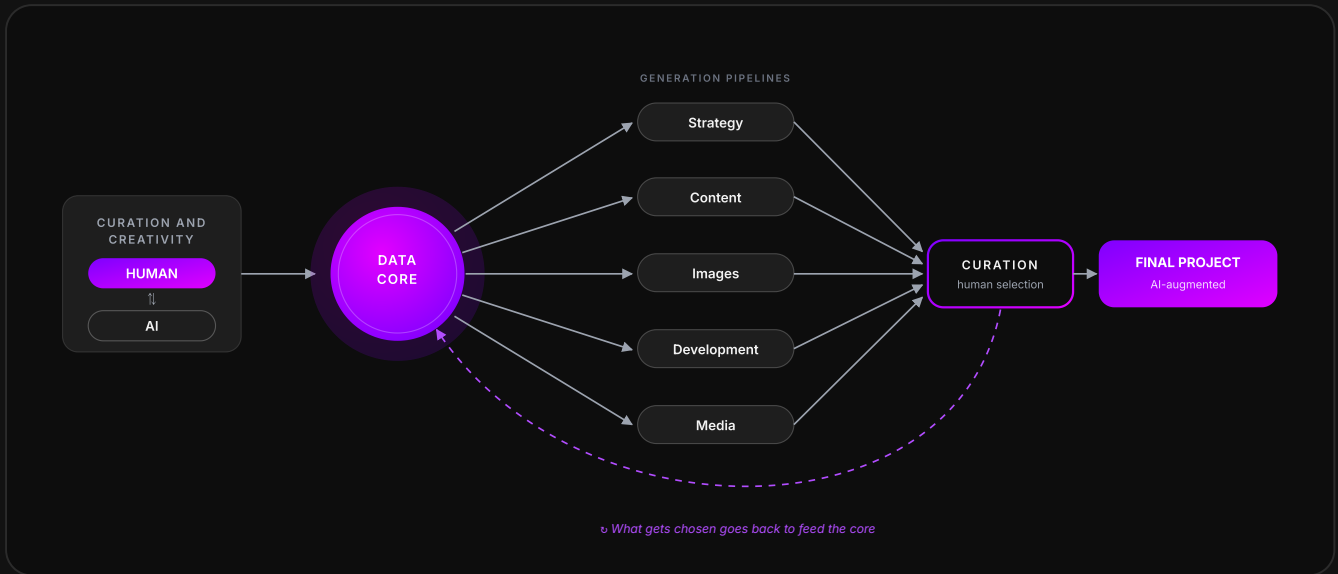 GENERATION PIPELINES
Strategy
Content
CURATION AND
CREATIVITY
HUMAN
⇅
AI
DATA
CORE
Images
CURATION
human selection
FINAL PROJECT
AI-augmented
Development
Media
↻ What gets chosen goes back to feed the core